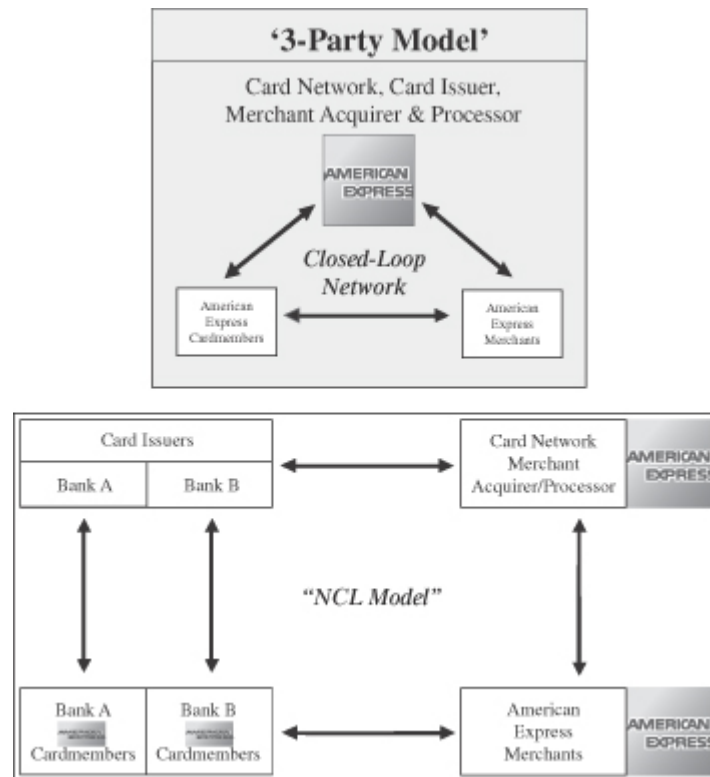 ‘3-Party Model’
Card Network, Card Issuer,
Merchant Acquirer & Processor
AMERICAN
EXPRESS
Closed-Loop
Network
American
Express
Cardmembers
American
Express
Merchants
Card Issuers
Bank A
Bank B
Card Network
Merchant
Acquirer/Processor
AMERICAN
EXPRESS
“NCL Model”
Bank A
Cardmembers
Bank B
Cardmembers
American
Express
Merchants
AMERICAN
EXPRESS